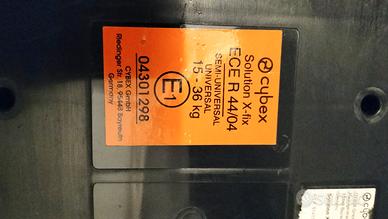 cybex
Solution X-fix
ECE R 44/04
SEMI-UNIVERSAL
UNIVERSAL
15 - 36 kg
E1
04301298
CYBEX GmbH
Riedinger Str. 18, 95448 Bayreuth
Germany
cybex